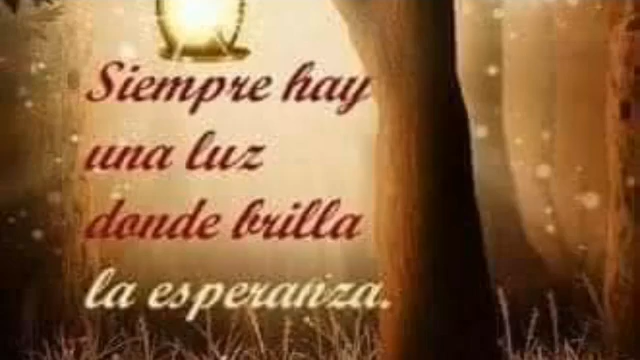 Siempre hay
una luz
donde brilla
la esperanza.